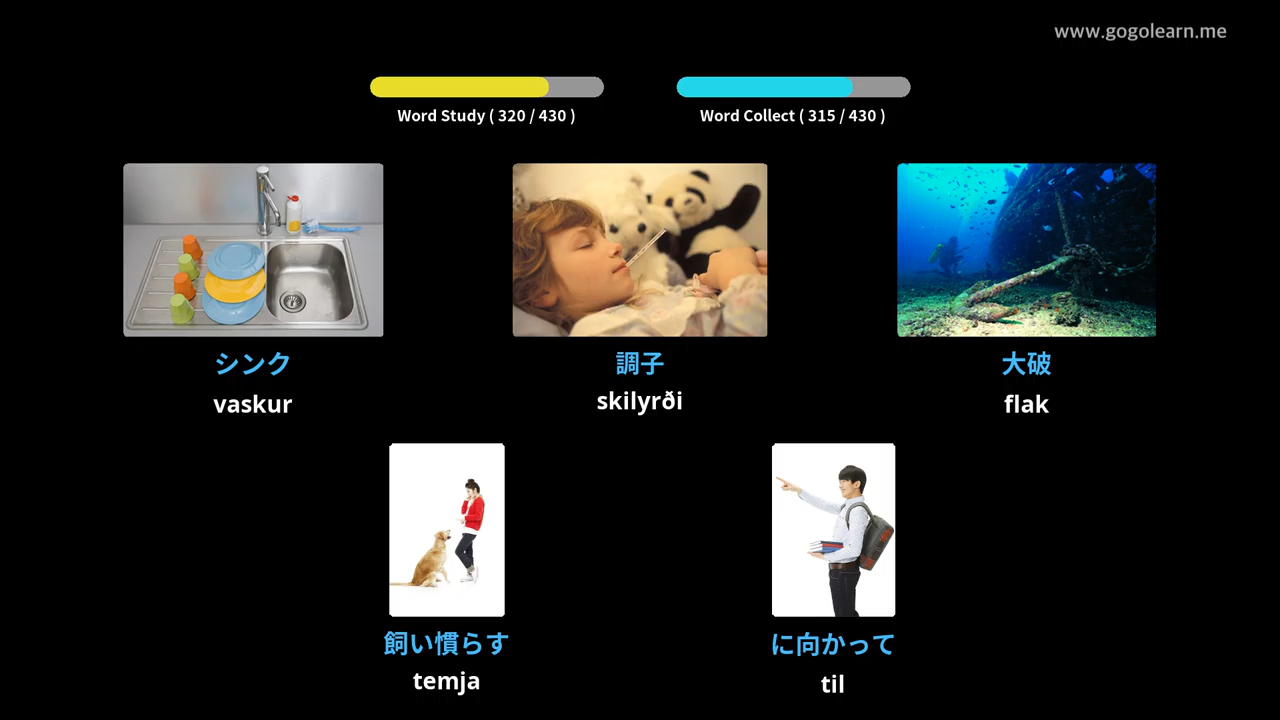 www.gogolearn.me
Word Study ( 320 / 430 )
Word Collect ( 315 / 430 )
シンク
vaskur
調子
skilyrði
大破
flak
飼い慣らす
temja
に向かって
til